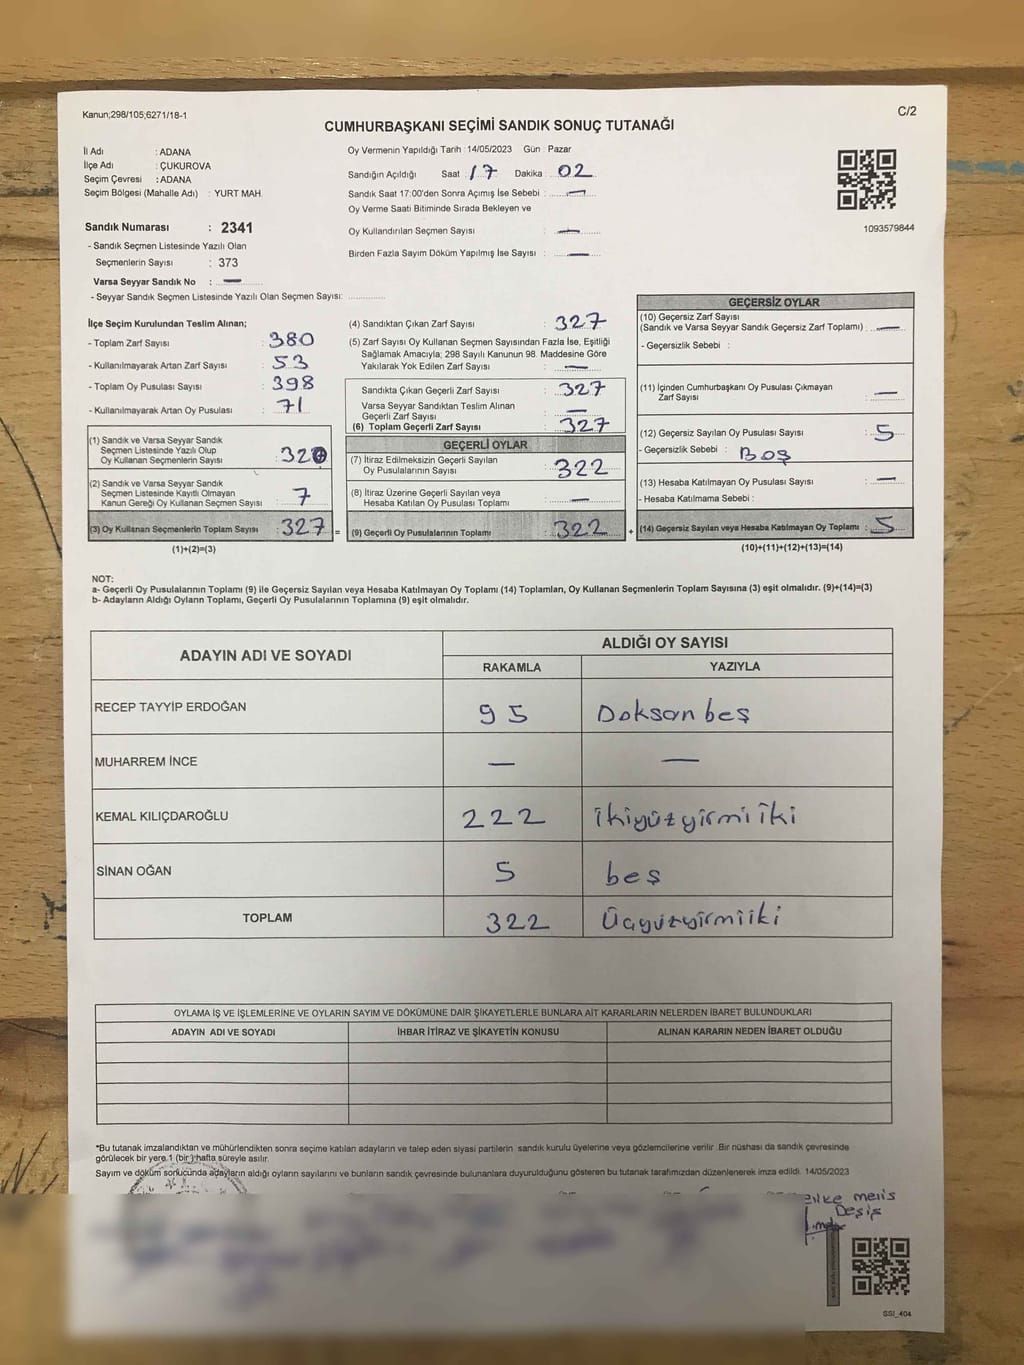 Kanun;298/105;6271/18-1
C/2
CUMHURBAŞKANI SEÇİMİ SANDIK SONUÇ TUTANAĞI
İl Adı : ADANA
İlçe Adı : ÇUKUROVA
Seçim Çevresi : ADANA
Seçim Bölgesi (Mahalle Adı) : YURT MAH.
Oy Vermenin Yapıldığı Tarih : 14/05/2023 Gün : Pazar
Sandığın Açıldığı Saat : 17 Dakika : 02
Sandık Saat 17:00'den Sonra Açımış İse Sebebi : —
Oy Verme Saati Bitiminde Sırada Bekleyen ve
Oy Kullandırılan Seçmen Sayısı : —
Birden Fazla Sayım Döküm Yapılmış İse Sayısı : —
1093579844
Sandık Numarası : 2341
- Sandık Seçmen Listesinde Yazılı Olan
Seçmenlerin Sayısı : 373
Varsa Seyyar Sandık No : —
- Seyyar Sandık Seçmen Listesinde Yazılı Olan Seçmen Sayısı:
İlçe Seçim Kurulundan Teslim Alınan;
- Toplam Zarf Sayısı : 380
- Kullanılmayarak Artan Zarf Sayısı : 53
- Toplam Oy Pusulası Sayısı : 398
- Kullanılmayarak Artan Oy Pusulası : 71
(1) Sandık ve Varsa Seyyar Sandık
Seçmen Listesinde Yazılı Olup
Oy Kullanan Seçmenlerin Sayısı :
(2) Sandık ve Varsa Seyyar Sandık
Seçmen Listesinde Kayıtlı Olmayan
Kanun Gereği Oy Kullanan Seçmen Sayısı : 7
(3) Oy Kullanan Seçmenlerin Toplam Sayısı : 327 =
(1)+(2)=(3)
(4) Sandıktan Çıkan Zarf Sayısı : 327
(5) Zarf Sayısı Oy Kullanan Seçmen Sayısından Fazla İse, Eşitliği
Sağlamak Amacıyla; 298 Sayılı Kanunun 98. Maddesine Göre
Yakılarak Yok Edilen Zarf Sayısı : —
Sandıkta Çıkan Geçerli Zarf Sayısı : 327
Varsa Seyyar Sandıktan Teslim Alınan
Geçerli Zarf Sayısı : —
(6) Toplam Geçerli Zarf Sayısı : 327
GEÇERLİ OYLAR
(7) İtiraz Edilmeksizin Geçerli Sayılan
Oy Pusulalarının Sayısı : 322
(8) İtiraz Üzerine Geçerli Sayılan veya
Hesaba Katılan Oy Pusulası Toplamı : —
(9) Geçerli Oy Pusulalarının Toplamı : 322 +
GEÇERSİZ OYLAR
(10) Geçersiz Zarf Sayısı
(Sandık ve Varsa Seyyar Sandık Geçersiz Zarf Toplamı) : —
- Geçersizlik Sebebi :
(11) İçinden Cumhurbaşkanı Oy Pusulası Çıkmayan
Zarf Sayısı : —
(12) Geçersiz Sayılan Oy Pusulası Sayısı : 5
- Geçersizlik Sebebi : Boş
(13) Hesaba Katılmayan Oy Pusulası Sayısı : —
- Hesaba Katılmama Sebebi :
(14) Geçersiz Sayılan veya Hesaba Katılmayan Oy Toplamı : 5
(10)+(11)+(12)+(13)=(14)
NOT:
a- Geçerli Oy Pusulalarının Toplamı (9) ile Geçersiz Sayılan veya Hesaba Katılmayan Oy Toplamı (14) Toplamları, Oy Kullanan Seçmenlerin Toplam Sayısına (3) eşit olmalıdır. (9)+(14)=(3)
b- Adayların Aldığı Oyların Toplamı, Geçerli Oy Pusulalarının Toplamına (9) eşit olmalıdır.
ADAYIN ADI VE SOYADI
ALDIĞI OY SAYISI
RAKAMLA YAZIYLA
RECEP TAYYİP ERDOĞAN 95 Doksan beş
MUHARREM İNCE — —
KEMAL KILIÇDAROĞLU 222 ikiyüzyirmi iki
SİNAN OĞAN 5 beş
TOPLAM 322 Üçyüzyirmiiki
OYLAMA İŞ VE İŞLEMLERİNE VE OYLARIN SAYIM VE DÖKÜMÜNE DAİR ŞİKAYETLERLE BUNLARA AİT KARARLARIN NELERDEN İBARET BULUNDUKLARI
ADAYIN ADI VE SOYADI İHBAR İTİRAZ VE ŞİKAYETİN KONUSU ALINAN KARARIN NEDEN İBARET OLDUĞU
*Bu tutanak imzalandıktan ve mühürlendikten sonra seçime katılan adayların ve talep eden siyasi partilerin sandık kurulu üyelerine veya gözlemcilerine verilir. Bir nüshası da sandık çevresinde
görülecek bir yere 1 (bir ) hafta süreyle asılır.
Sayım ve döküm sonucunda adayların aldığı oyların sayılarını ve bunların sandık çevresinde bulunanlara duyurulduğunu gösteren bu tutanak tarafımızdan düzenlenerek imza edildi. 14/05/2023
SSI_404